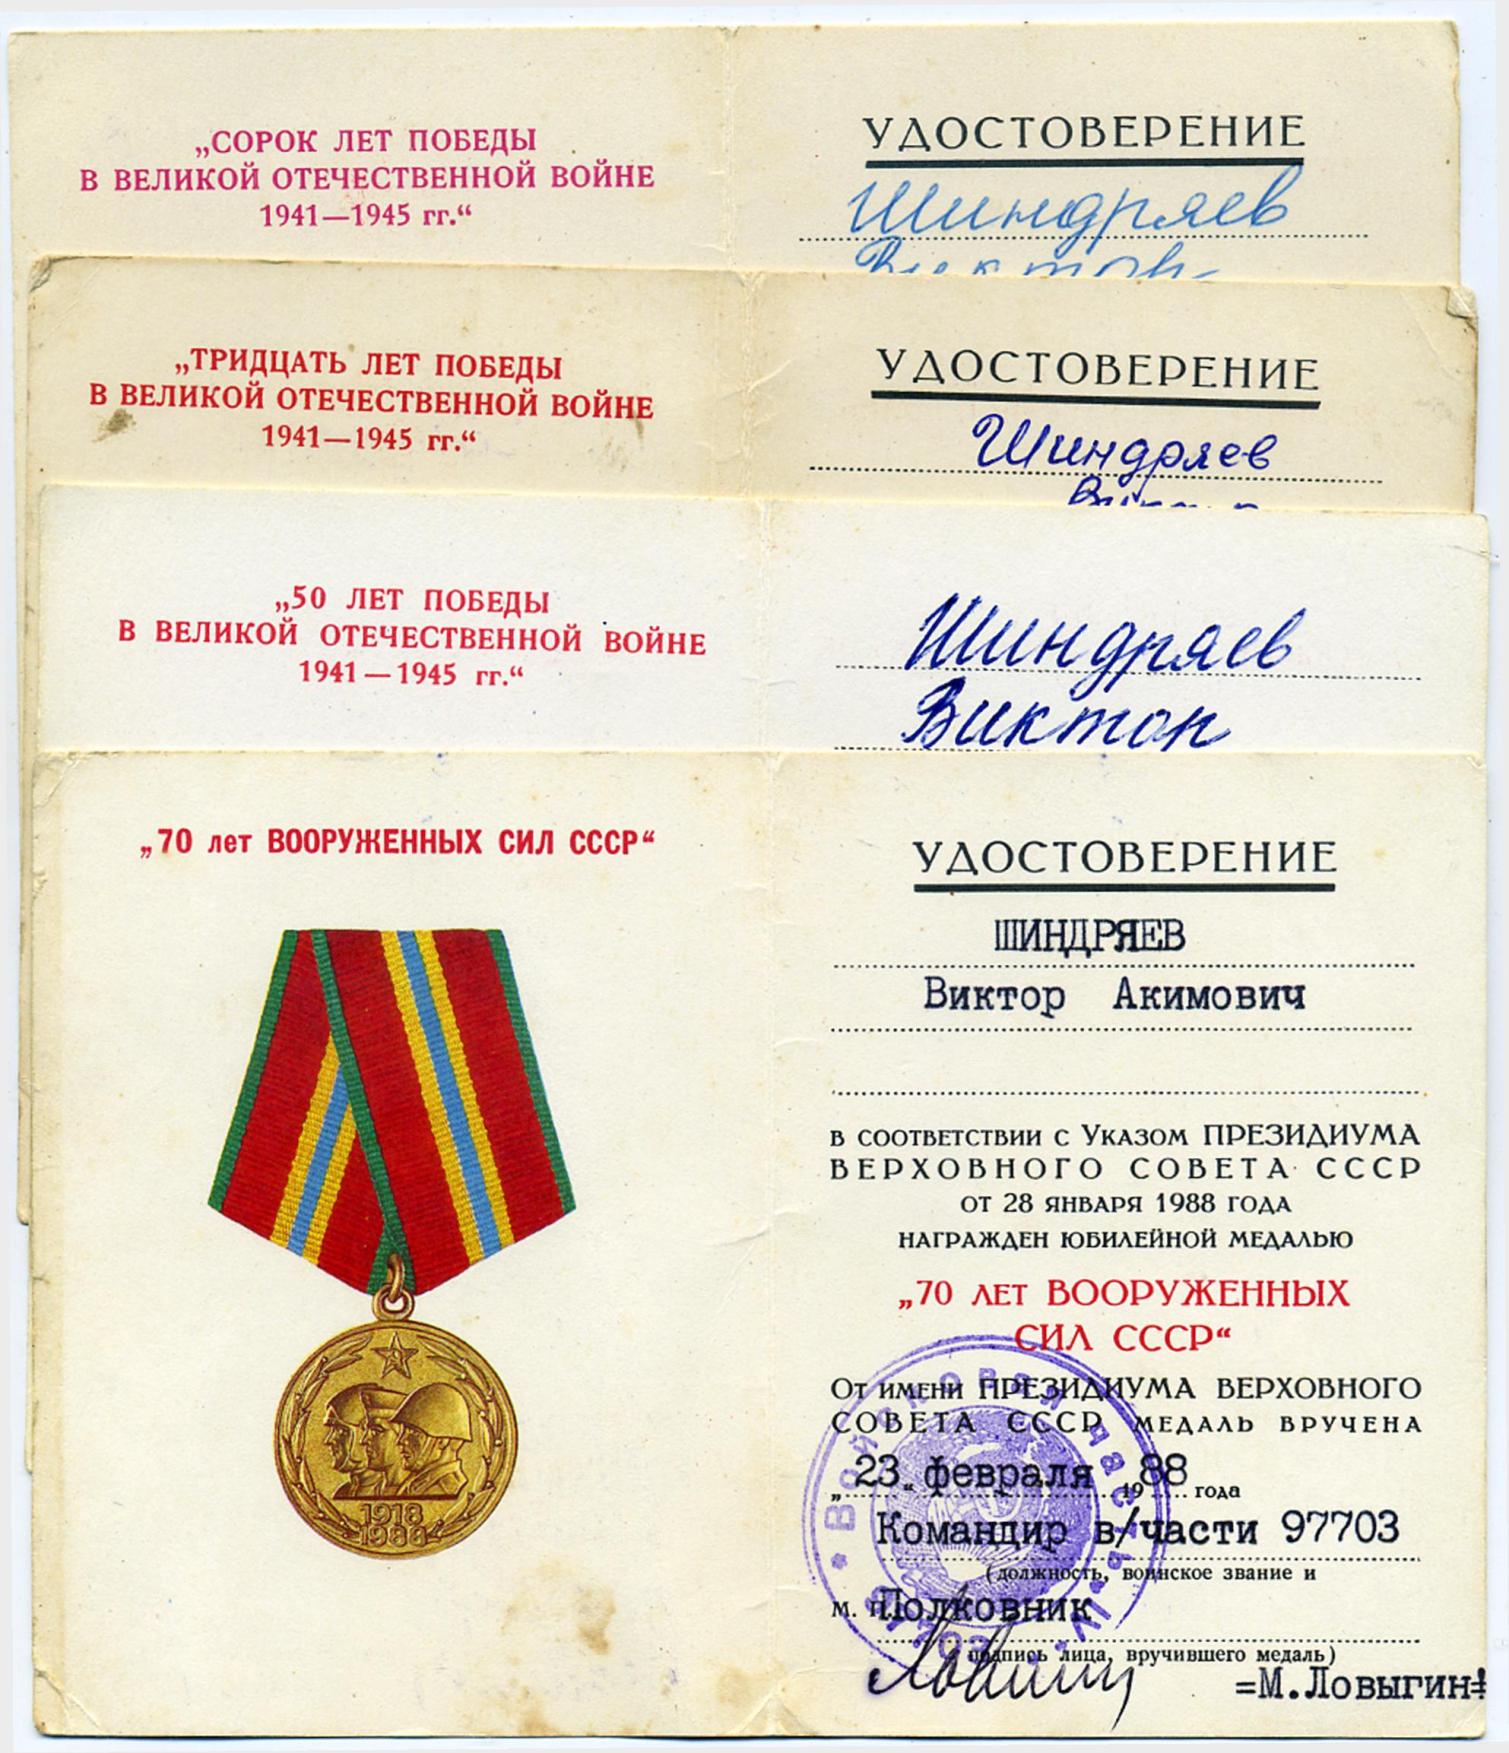 „СОРОК ЛЕТ ПОБЕДЫ
В ВЕЛИКОЙ ОТЕЧЕСТВЕННОЙ ВОЙНЕ
1941—1945 гг.“
УДОСТОВЕРЕНИЕ
Шиндряев
„ТРИДЦАТЬ ЛЕТ ПОБЕДЫ
В ВЕЛИКОЙ ОТЕЧЕСТВЕННОЙ ВОЙНЕ
1941—1945 гг.“
УДОСТОВЕРЕНИЕ
Шиндряев
„50 ЛЕТ ПОБЕДЫ
В ВЕЛИКОЙ ОТЕЧЕСТВЕННОЙ ВОЙНЕ
1941—1945 гг.“
Шиндряев
Виктор
„70 лет ВООРУЖЕННЫХ СИЛ СССР“
1918
1988
УДОСТОВЕРЕНИЕ
ШИНДРЯЕВ
Виктор Акимович
В СООТВЕТСТВИИ С УКАЗОМ ПРЕЗИДИУМА
ВЕРХОВНОГО СОВЕТА СССР
ОТ 28 ЯНВАРЯ 1988 ГОДА
НАГРАЖДЕН ЮБИЛЕЙНОЙ МЕДАЛЬЮ
„70 ЛЕТ ВООРУЖЕННЫХ
СИЛ СССР“
ОТ ИМЕНИ ПРЕЗИДИУМА ВЕРХОВНОГО
СОВЕТА СССР МЕДАЛЬ ВРУЧЕНА
„23„ февраля 1988 года
Командир в/части 97703
(должность, воинское звание и
М. П. Полковник
подпись лица, вручившего медаль)
=М.Ловыгин=
Войсковая часть